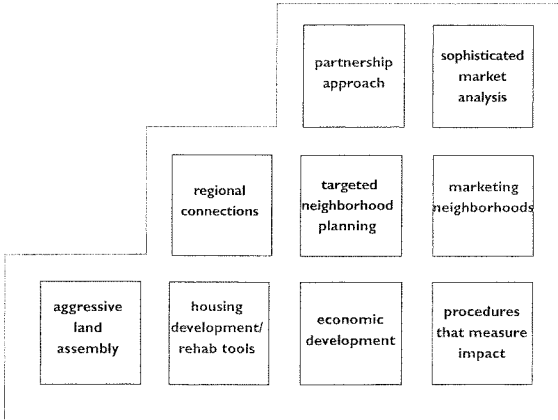 partnership
approach
sophisticated
market
analysis
regional
connections
targeted
neighborhood
planning
marketing
neighborhoods
aggressive
land
assembly
housing
development/
rehab tools
economic
development
procedures
that measure
impact